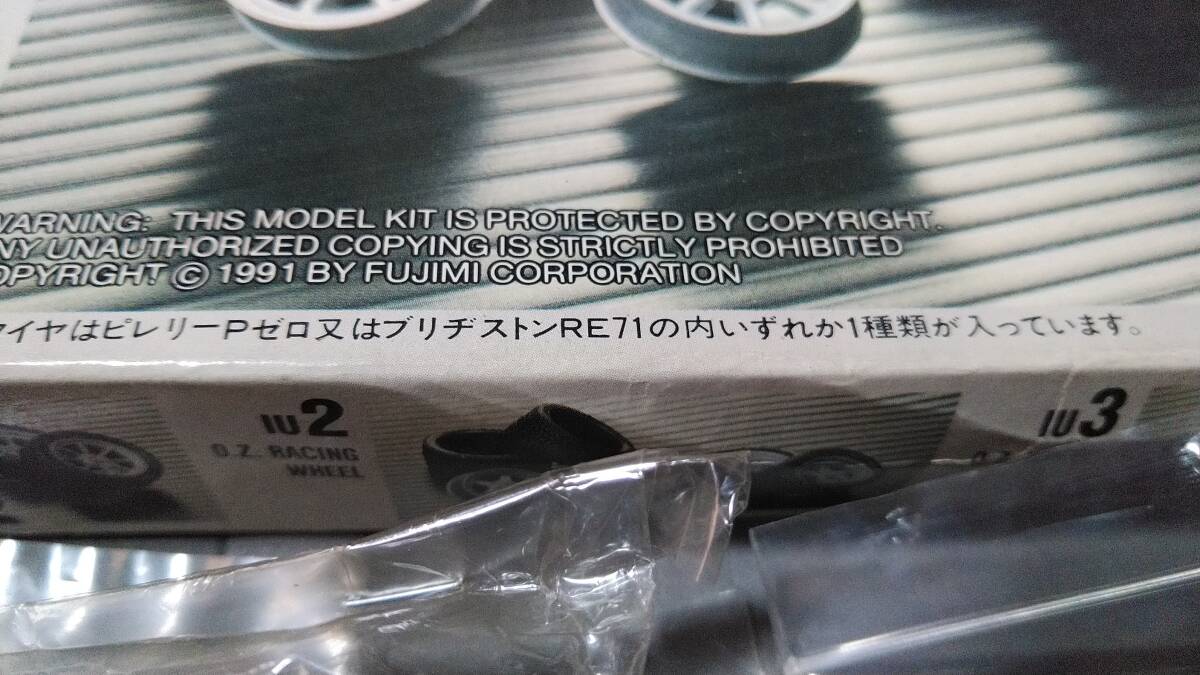 WARNING: THIS MODEL KIT IS PROTECTED BY COPYRIGHT.
ANY UNAUTHORIZED COPYING IS STRICTLY PROHIBITED
COPYRIGHT © 1991 BY FUJIMI CORPORATION
タイヤはピレリーPゼロ又はブリヂストンRE71の内いずれか1種類が入っています。
IU2
O.Z. RACING
WHEEL
IU3